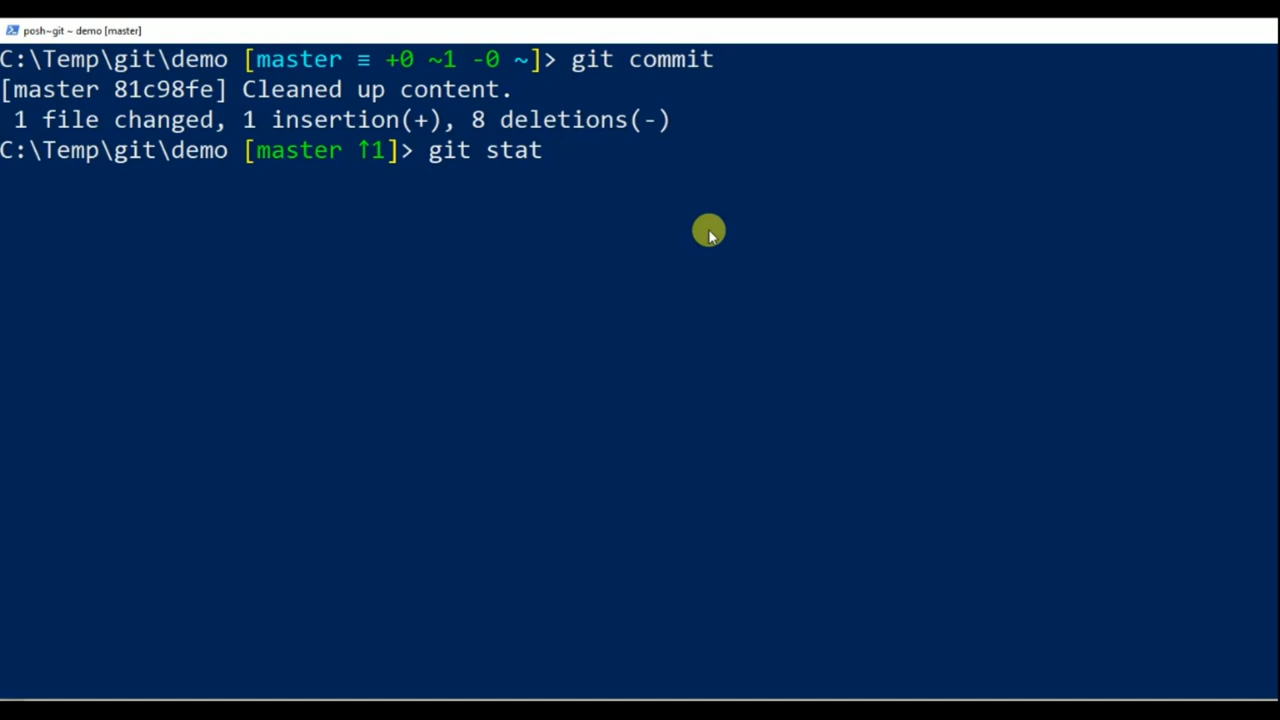 posh~git ~ demo [master]
C:\Temp\git\demo [master ≡ +0 ~1 -0 ~]> git commit
[master 81c98fe] Cleaned up content.
 1 file changed, 1 insertion(+), 8 deletions(-)
C:\Temp\git\demo [master ↑1]> git stat